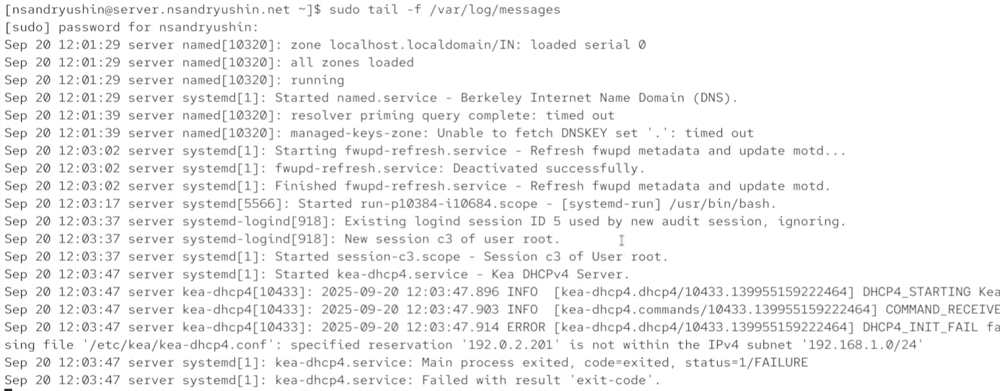 [nsandryushin@server.nsandryushin.net ~]$ sudo tail -f /var/log/messages
[sudo] password for nsandryushin:
Sep 20 12:01:29 server named[10320]: zone localhost.localdomain/IN: loaded serial 0
Sep 20 12:01:29 server named[10320]: all zones loaded
Sep 20 12:01:29 server named[10320]: running
Sep 20 12:01:29 server systemd[1]: Started named.service - Berkeley Internet Name Domain (DNS).
Sep 20 12:01:39 server named[10320]: resolver priming query complete: timed out
Sep 20 12:01:39 server named[10320]: managed-keys-zone: Unable to fetch DNSKEY set '.': timed out
Sep 20 12:03:02 server systemd[1]: Starting fwupd-refresh.service - Refresh fwupd metadata and update motd...
Sep 20 12:03:02 server systemd[1]: fwupd-refresh.service: Deactivated successfully.
Sep 20 12:03:02 server systemd[1]: Finished fwupd-refresh.service - Refresh fwupd metadata and update motd.
Sep 20 12:03:17 server systemd[5566]: Started run-p10384-i10684.scope - [systemd-run] /usr/bin/bash.
Sep 20 12:03:37 server systemd-logind[918]: Existing logind session ID 5 used by new audit session, ignoring.
Sep 20 12:03:37 server systemd-logind[918]: New session c3 of user root.
Sep 20 12:03:37 server systemd[1]: Started session-c3.scope - Session c3 of User root.
Sep 20 12:03:47 server systemd[1]: Started kea-dhcp4.service - Kea DHCPv4 Server.
Sep 20 12:03:47 server kea-dhcp4[10433]: 2025-09-20 12:03:47.896 INFO  [kea-dhcp4.dhcp4/10433.139955159222464] DHCP4_STARTING Kea
Sep 20 12:03:47 server kea-dhcp4[10433]: 2025-09-20 12:03:47.903 INFO  [kea-dhcp4.commands/10433.139955159222464] COMMAND_RECEIVE
Sep 20 12:03:47 server kea-dhcp4[10433]: 2025-09-20 12:03:47.914 ERROR [kea-dhcp4.dhcp4/10433.139955159222464] DHCP4_INIT_FAIL fa
sing file '/etc/kea/kea-dhcp4.conf': specified reservation '192.0.2.201' is not within the IPv4 subnet '192.168.1.0/24'
Sep 20 12:03:47 server systemd[1]: kea-dhcp4.service: Main process exited, code=exited, status=1/FAILURE
Sep 20 12:03:47 server systemd[1]: kea-dhcp4.service: Failed with result 'exit-code'.